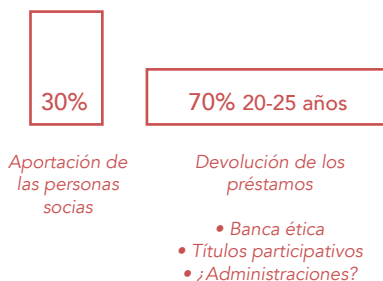 30%
70% 20-25 años
Aportación de
las personas
socias
Devolución de los
préstamos
• Banca ética
• Títulos participativos
• ¿Administraciones?